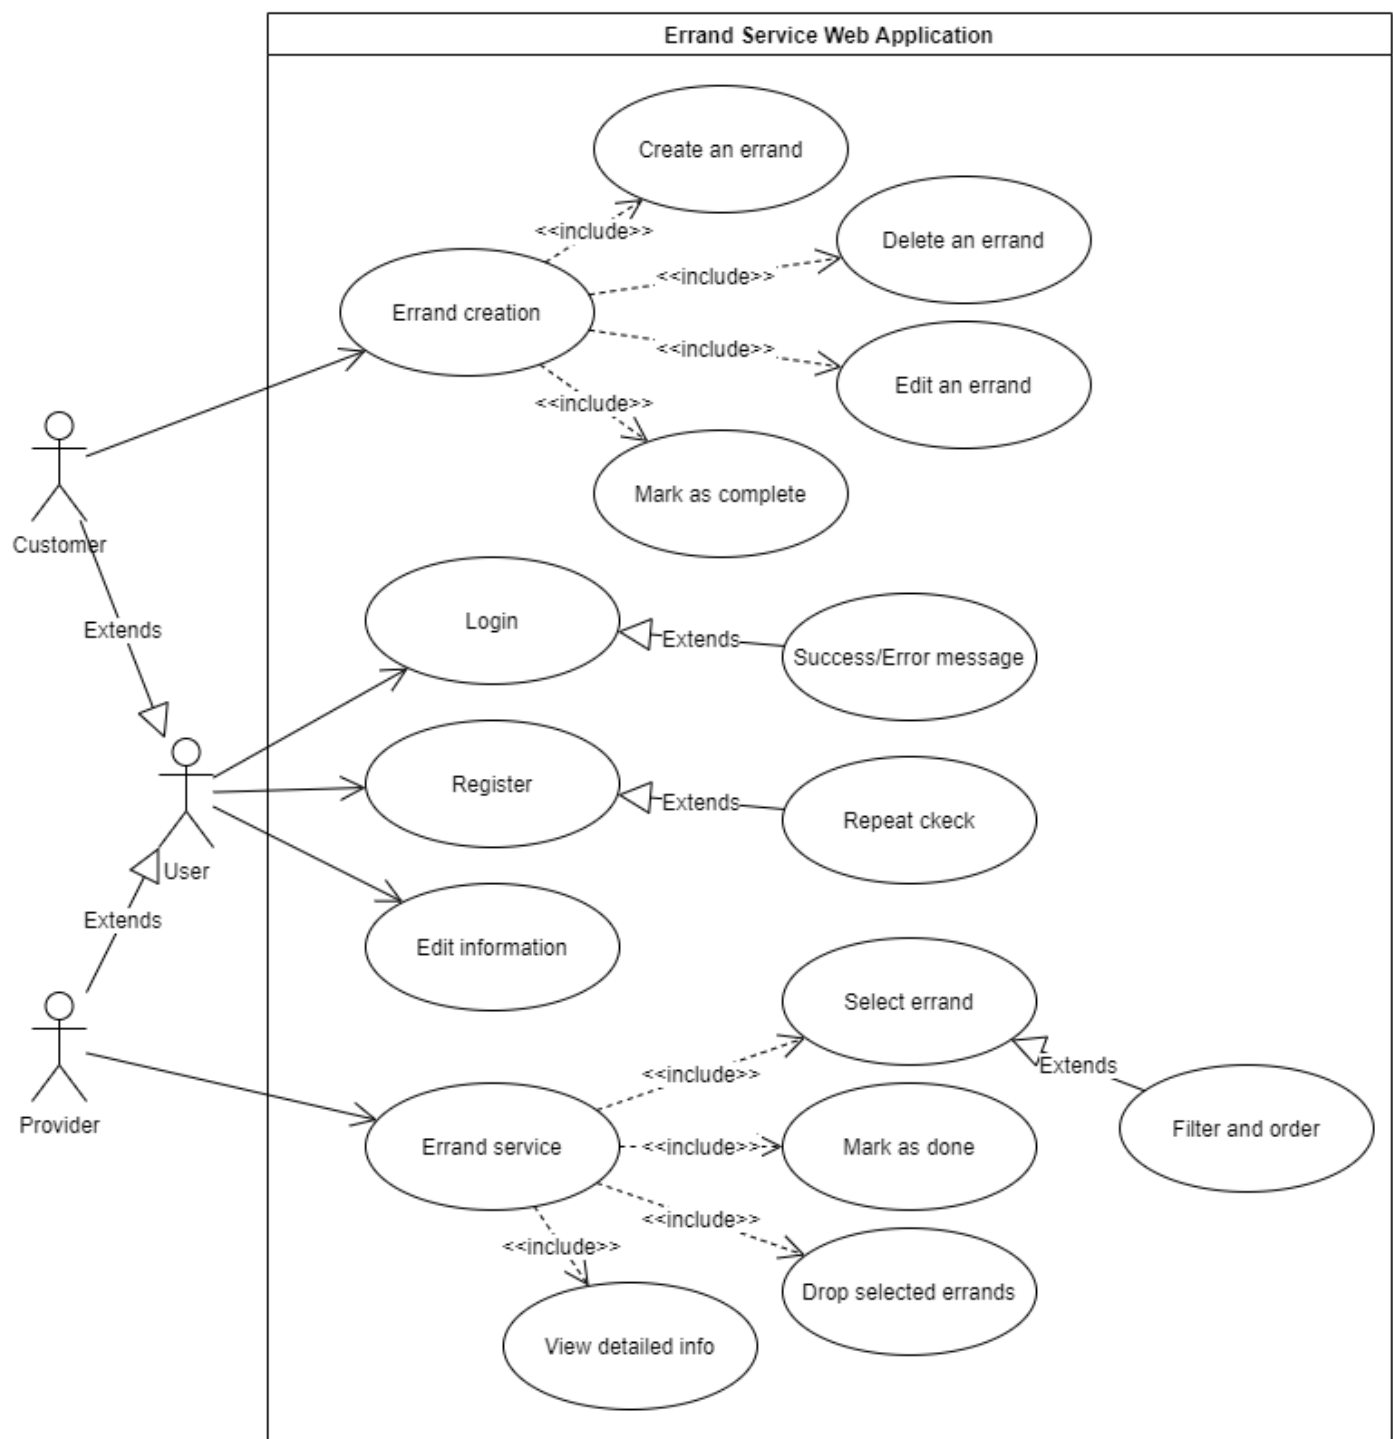 Errand Service Web Application
Create an errand
<<include>>
Delete an errand
<<include>>
Errand creation
<<include>>
Edit an errand
<<include>>
Mark as complete
Customer
Login
Extends
Extends
Success/Error message
Register
Extends
Repeat ckeck
User
Extends
Edit information
Select errand
<<include>>
Extends
Provider
Filter and order
Errand service
<<include>>
Mark as done
<<include>>
<<include>>
Drop selected errands
View detailed info